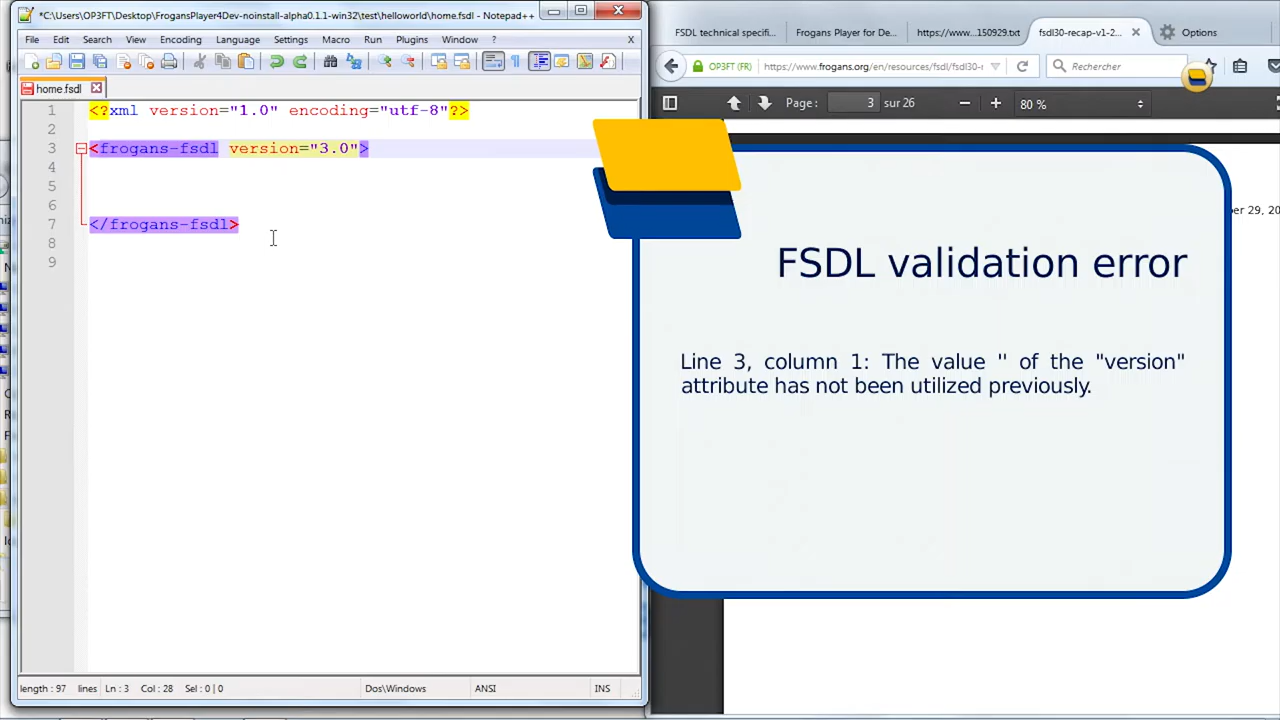 *C:\Users\OP3FT\Desktop\FrogansPlayer4Dev-noinstall-alpha0.1.1-win32\test\helloworld\home.fsdl - Notepad++
File Edit Search View Encoding Language Settings Macro Run Plugins Window ? X
home.fsdl
1 <?xml version="1.0" encoding="utf-8"?>
2
3 <frogans-fsdl version="3.0">
4
5
6
7 </frogans-fsdl>
8
9
length : 97 lines Ln : 3 Col : 28 Sel : 0 | 0 Dos\Windows ANSI INS
FSDL technical specifi... Frogans Player for De... https://www....150929.txt fsdl30-recap-v1-2... Options
OP3FT (FR) https://www.frogans.org/en/resources/fsdl/fsdl30- Rechercher
Page : 3 sur 26 80 %
er 29, 20
FSDL validation error
Line 3, column 1: The value '' of the "version"
attribute has not been utilized previously.